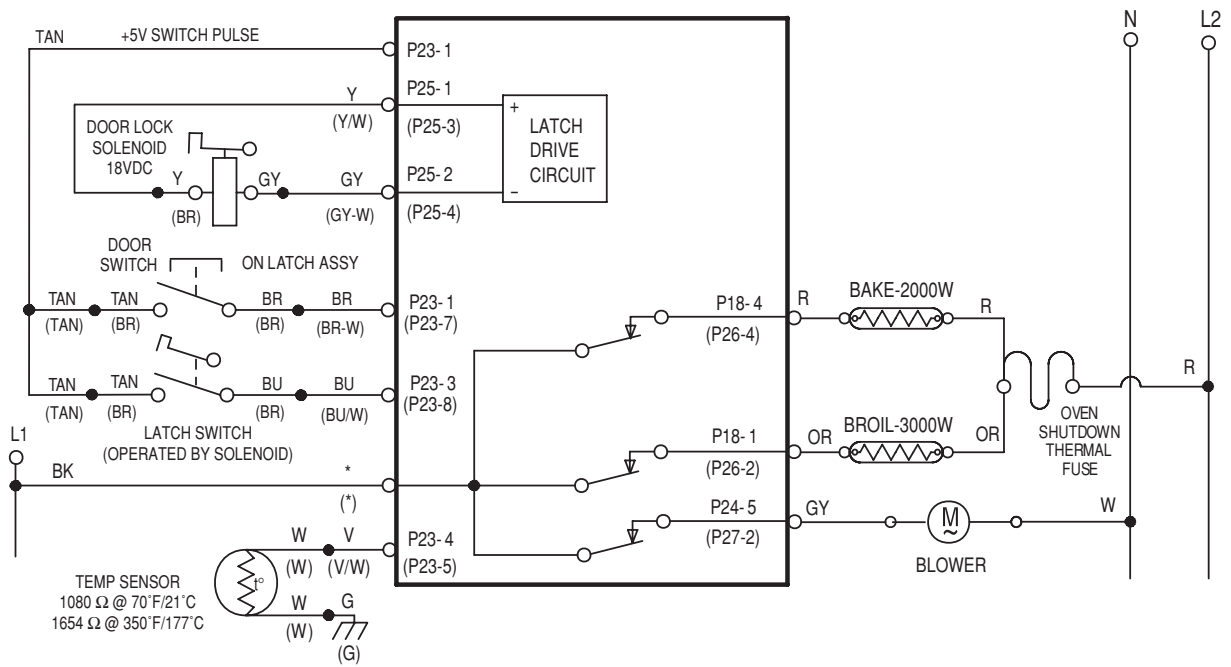 N
L2
TAN
+5V SWITCH PULSE
P23-1
Y
P25-1
(Y/W)
(P25-3)
DOOR LOCK
SOLENOID
18VDC
+
LATCH
DRIVE
CIRCUIT
−
Y
GY
GY
P25-2
(BR)
(GY-W)
(P25-4)
DOOR
SWITCH
ON LATCH ASSY
TAN
TAN
BR
BR
P23-1
(TAN)
(BR)
(BR)
(BR-W)
(P23-7)
P18-4
R
BAKE-2000W
R
(P26-4)
TAN
TAN
BU
BU
P23-3
(TAN)
(BR)
(BR)
(BU/W)
(P23-8)
R
OVEN
SHUTDOWN
THERMAL
FUSE
LATCH SWITCH
(OPERATED BY SOLENOID)
P18-1
OR
BROIL-3000W
OR
(P26-2)
L1
BK
*
(*)
P24-5
GY
M
~
W
(P27-2)
BLOWER
W
V
P23-4
(W)
(V/W)
(P23-5)
t°
TEMP SENSOR
1080 Ω @ 70˚F/21˚C
1654 Ω @ 350˚F/177˚C
W
G
(W)
(G)